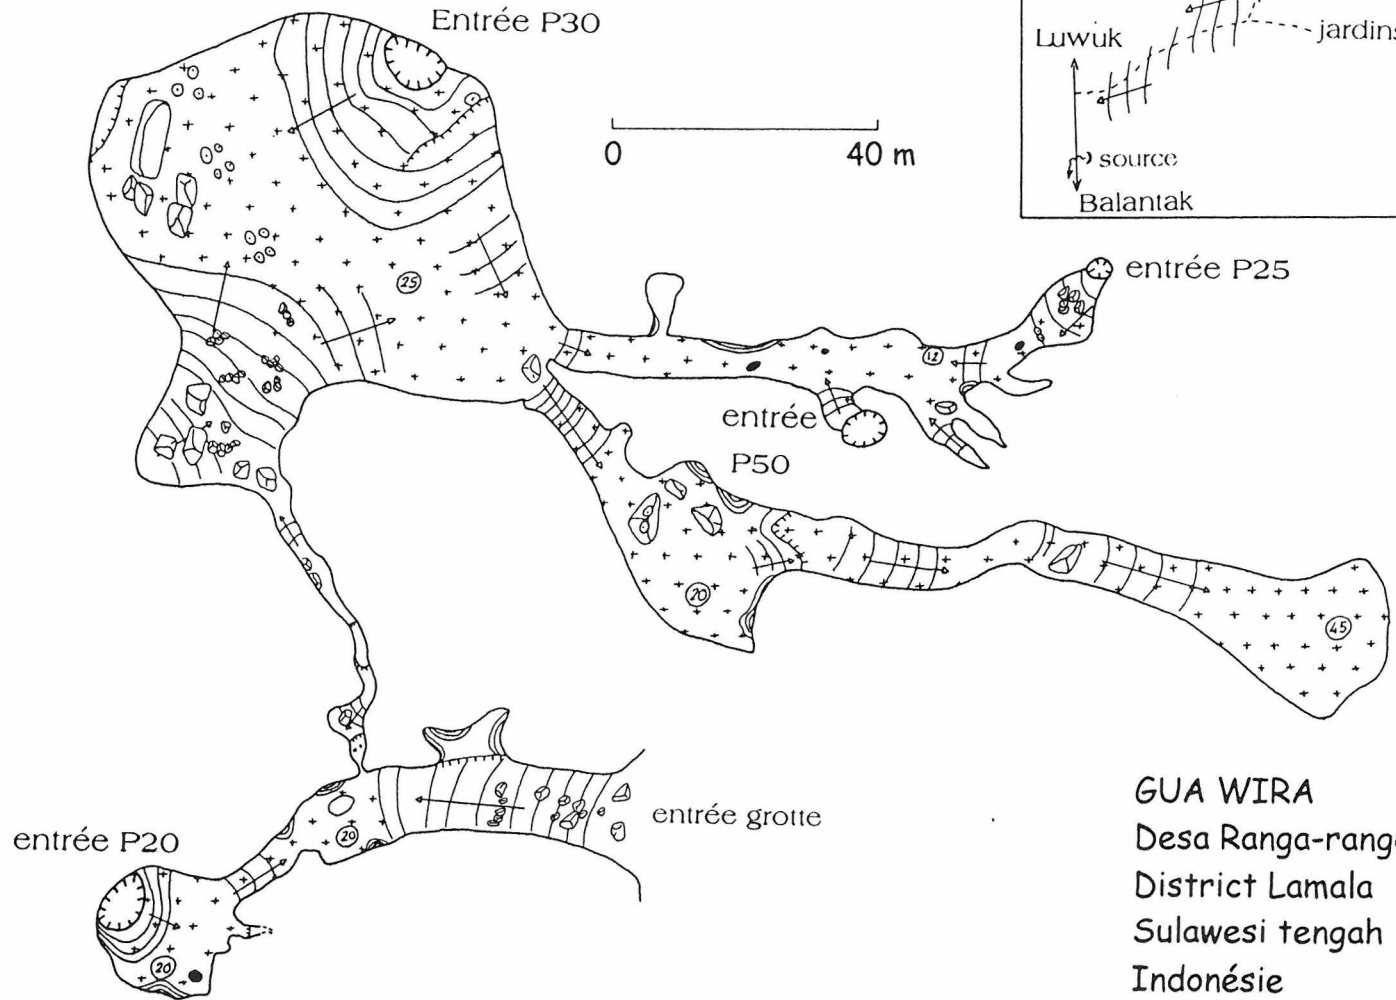 Entrée P30
Luwuk
jardins
0 40 m
source
Balantak
entrée P25
25
12
entrée
P50
20
45
20
entrée grotte
entrée P20
20
GUA WIRA
Desa Ranga-rang
District Lamala
Sulawesi tengah
Indonésie